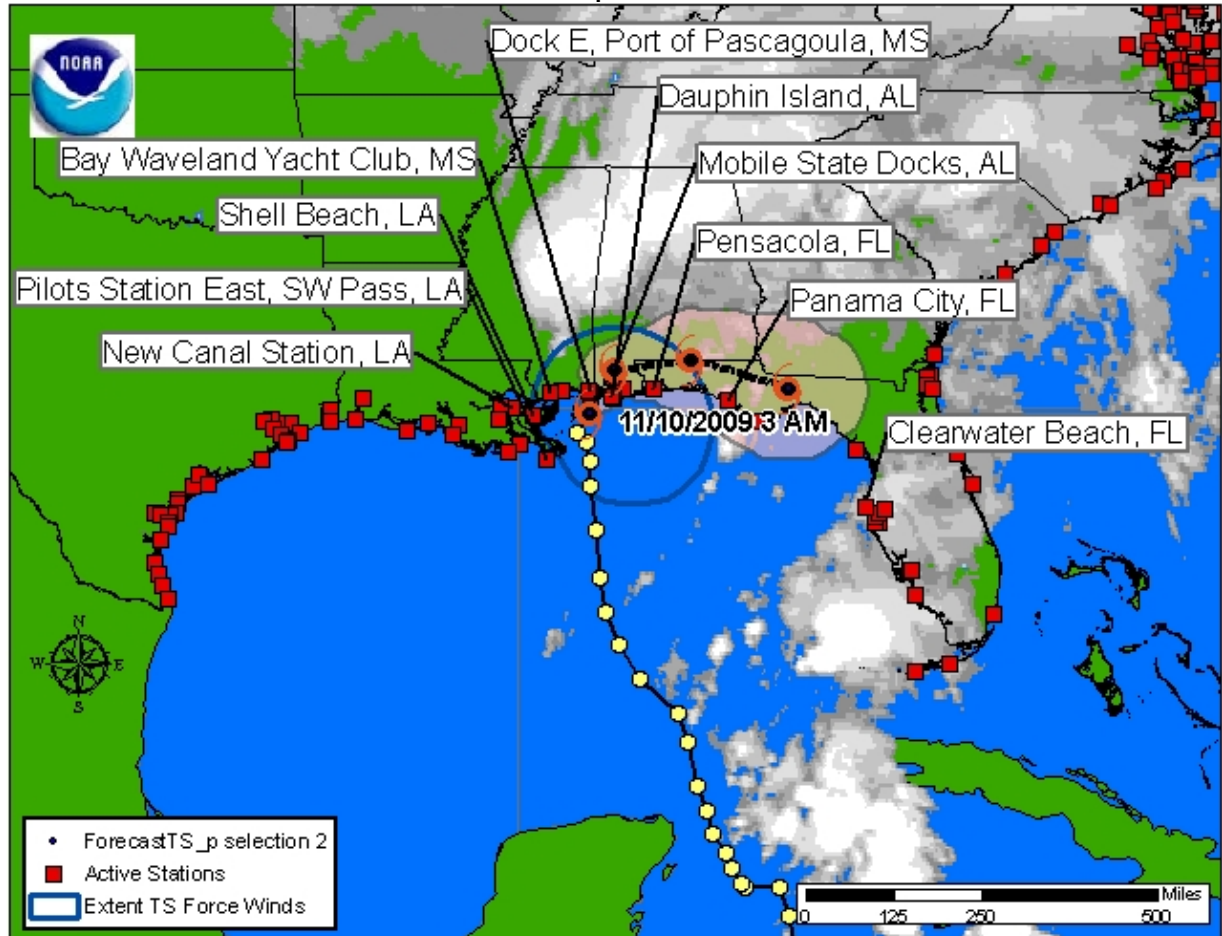 NOAA
Dock E, Port of Pascagoula, MS
Dauphin Island, AL
Bay Waveland Yacht Club, MS
Mobile State Docks, AL
Shell Beach, LA
Pensacola, FL
Pilots Station East, SW Pass, LA
Panama City, FL
New Canal Station, LA
11/10/2009 3 AM
Clearwater Beach, FL
N
W
E
S
ForecastTS_p selection 2
Active Stations
Extent TS Force Winds
Miles
0 125 250 500